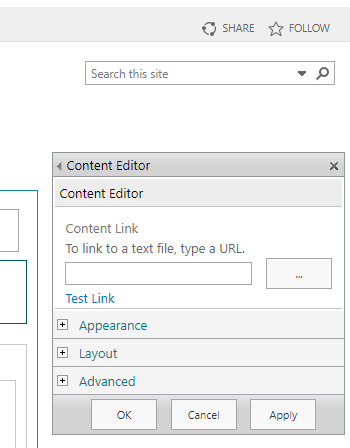 SHARE FOLLOW
Search this site
Content Editor
Content Editor
Content Link
To link to a text file, type a URL.
...
Test Link
Appearance
Layout
Advanced
OK Cancel Apply